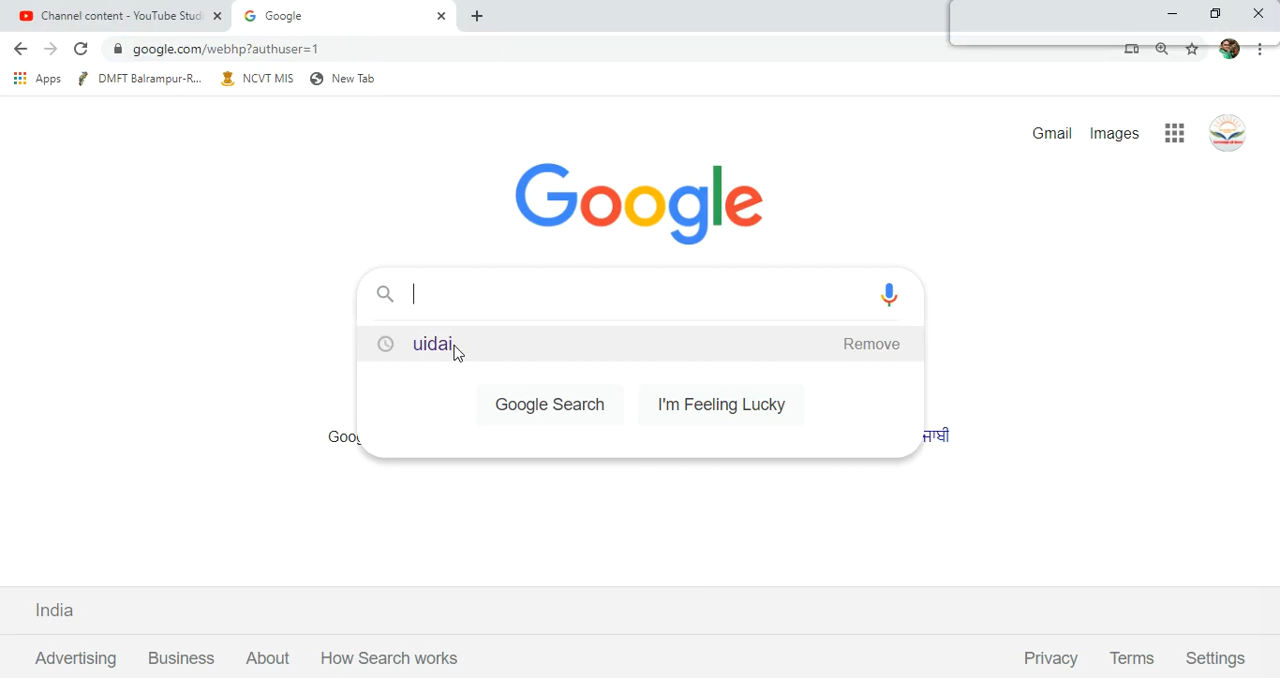 Channel content - YouTube Studi
Google
google.com/webhp?authuser=1
Apps
DMFT Balrampur-R...
NCVT MIS
New Tab
Gmail
Images
Google
uidai
Remove
Google Search
I'm Feeling Lucky
India
Advertising
Business
About
How Search works
Privacy
Terms
Settings